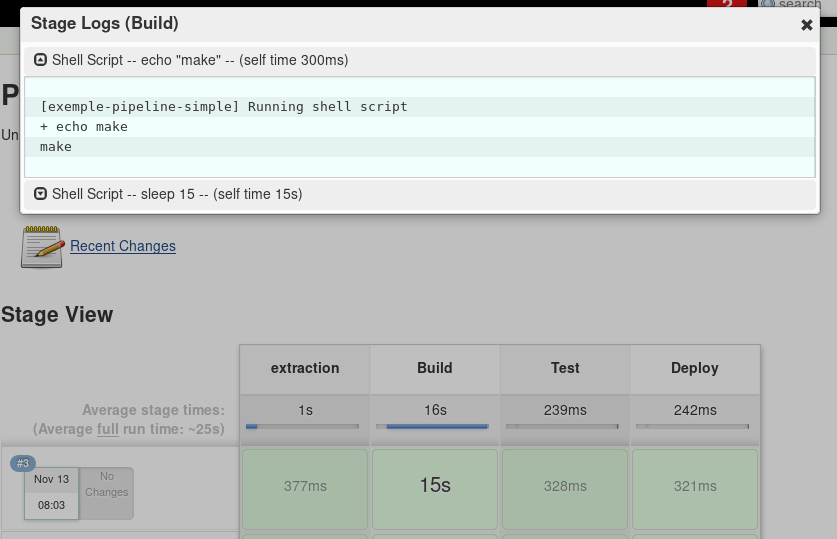 ?
search
Stage Logs (Build)
Shell Script -- echo "make" -- (self time 300ms)
[exemple-pipeline-simple] Running shell script
+ echo make
make
Shell Script -- sleep 15 -- (self time 15s)
P
Un
Recent Changes
Stage View
extraction Build Test Deploy
Average stage times: 1s 16s 239ms 242ms
(Average full run time: ~25s)
#3
Nov 13 No
Changes
08:03
377ms 15s 328ms 321ms